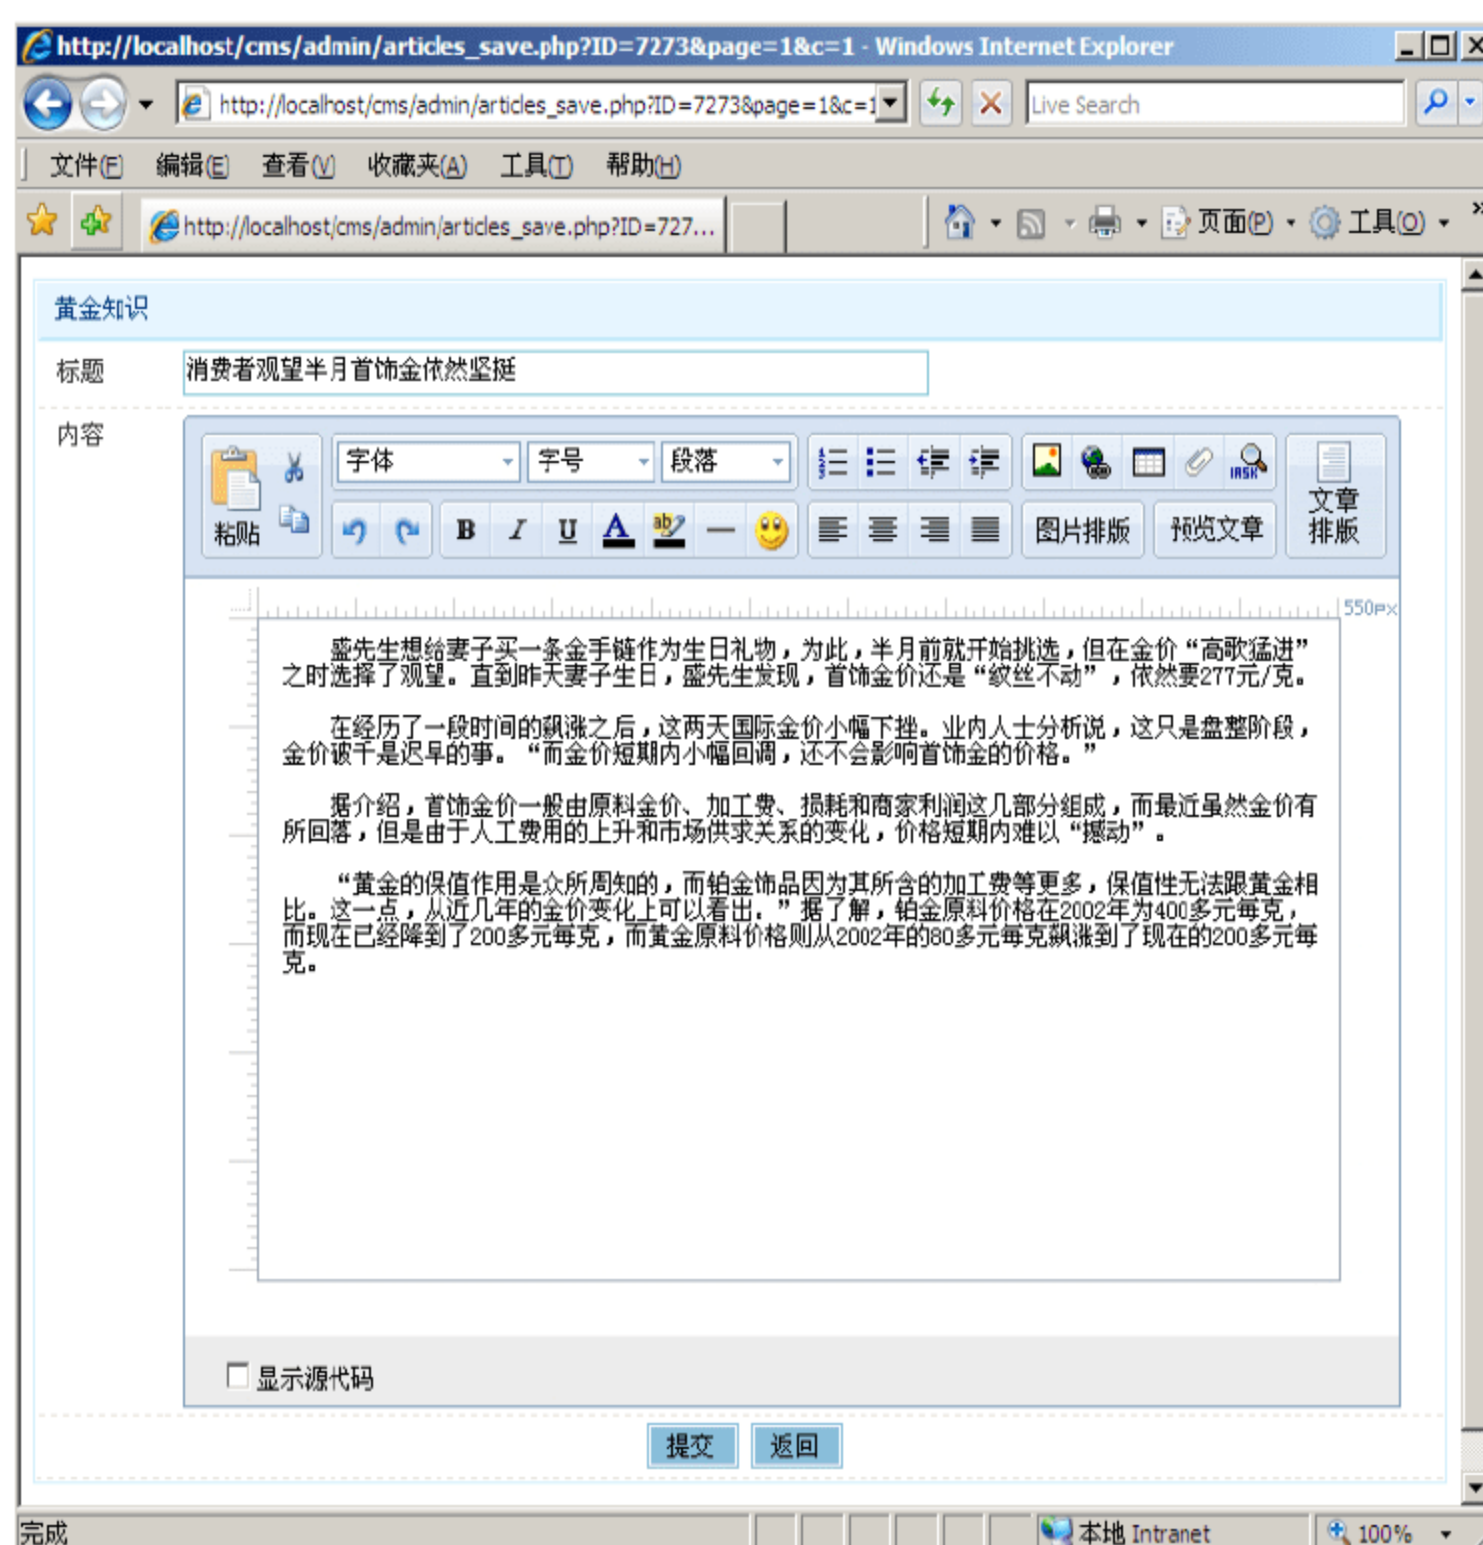 http://localhost/cms/admin/articles_save.php?ID=7273&page=1&c=1 - Windows Internet Explorer
http://localhost/cms/admin/articles_save.php?ID=7273&page=1&c=1
Live Search
文件(F) 编辑(E) 查看(V) 收藏夹(A) 工具(T) 帮助(H)
http://localhost/cms/admin/articles_save.php?ID=727...
页面(P) 工具(O)
黄金知识
标题 消费者观望半月首饰金依然坚挺
内容
粘贴 字体 字号 段落
IASK
B I U A ab 图片排版 预览文章
文章
排版
550px
盛先生想给妻子买一条金手链作为生日礼物，为此，半月前就开始挑选，但在金价“高歌猛进”
之时选择了观望。直到昨天妻子生日，盛先生发现，首饰金价还是“纹丝不动”，依然要277元/克。
在经历了一段时间的飙涨之后，这两天国际金价小幅下挫。业内人士分析说，这只是盘整阶段，
金价破千是迟早的事。“而金价短期内小幅回调，还不会影响首饰金的价格。”
据介绍，首饰金价一般由原料金价、加工费、损耗和商家利润这几部分组成，而最近虽然金价有
所回落，但是由于人工费用的上升和市场供求关系的变化，价格短期内难以“撼动”。
“黄金的保值作用是众所周知的，而铂金饰品因为其所含的加工费等更多，保值性无法跟黄金相
比。这一点，从近几年的金价变化上可以看出。”据了解，铂金原料价格在2002年为400多元每克，
而现在已经降到了200多元每克，而黄金原料价格则从2002年的80多元每克飙涨到了现在的200多元每
克。
显示源代码
提交 返回
完成 本地 Intranet 100%